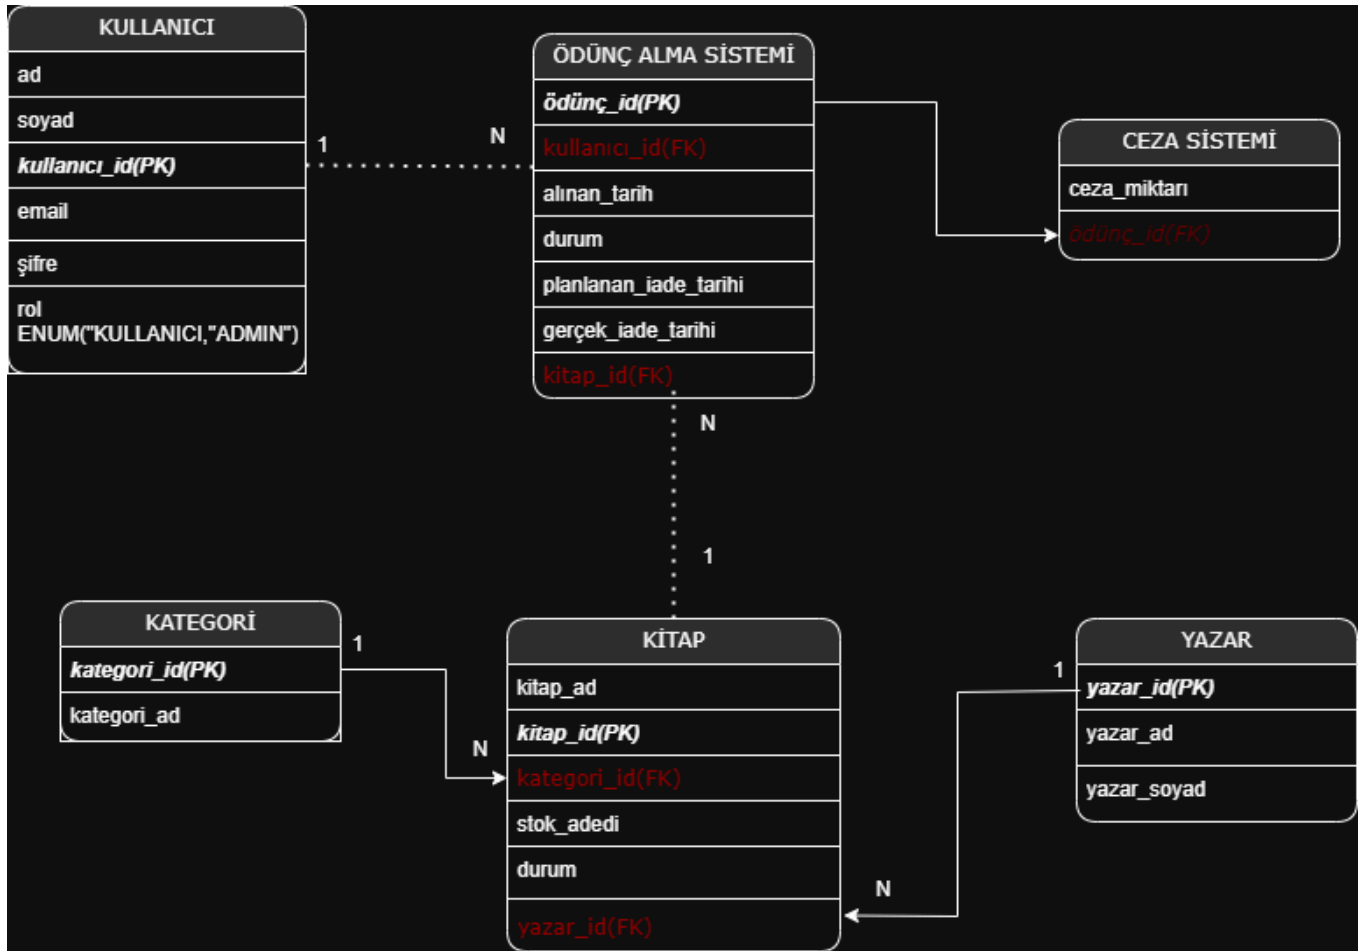 KULLANICI
ad
soyad
kullanıcı_id(PK)
email
şifre
rol
ENUM("KULLANICI,"ADMIN")
1
N
ÖDÜNÇ ALMA SİSTEMİ
ödünç_id(PK)
kullanıcı_id(FK)
alınan_tarih
durum
planlanan_iade_tarihi
gerçek_iade_tarihi
kitap_id(FK)
CEZA SİSTEMİ
ceza_miktarı
ödünç_id(FK)
N
1
KATEGORİ
kategori_id(PK)
kategori_ad
1
N
KİTAP
kitap_ad
kitap_id(PK)
kategori_id(FK)
stok_adedi
durum
yazar_id(FK)
1
N
YAZAR
yazar_id(PK)
yazar_ad
yazar_soyad